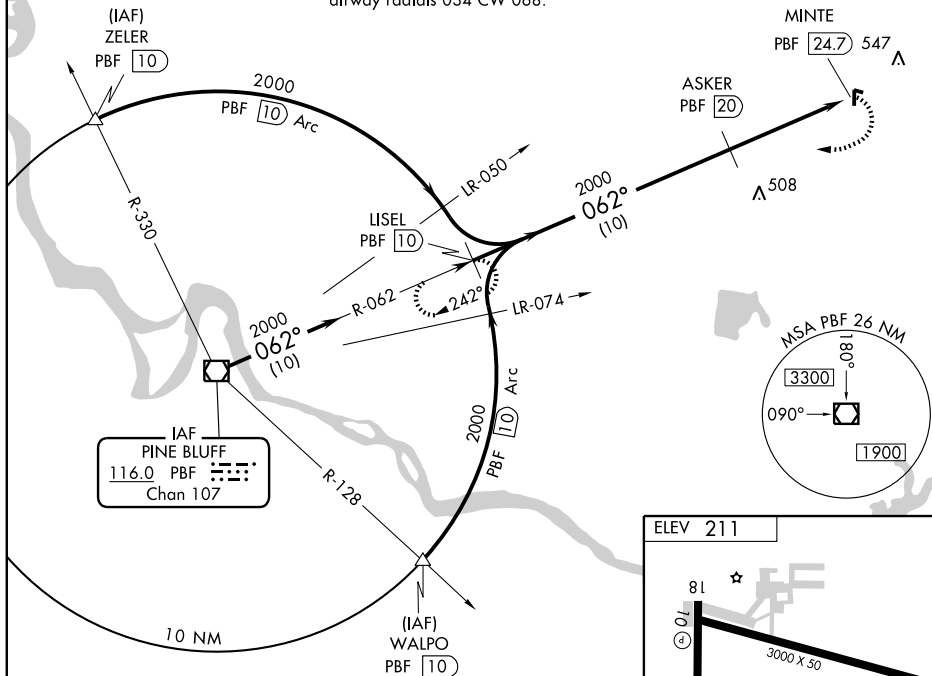 airway radials 054 CW 066.
(IAF)
ZELER
PBF 10
MINTE
PBF 24.7
547
ASKER
PBF 20
2000
PBF 10 Arc
LR-050
508
2000
062°
(10)
R-330
LISEL
PBF 10
R-062
242°
LR-074
2000
062°
(10)
MSA PBF 26 NM
180°
3300
090°
1900
2000
PBF 10 Arc
IAF
PINE BLUFF
116.0 PBF
Chan 107
R-128
ELEV 211
18
10
P
3000 X 50
10 NM
(IAF)
WALPO
PBF 10